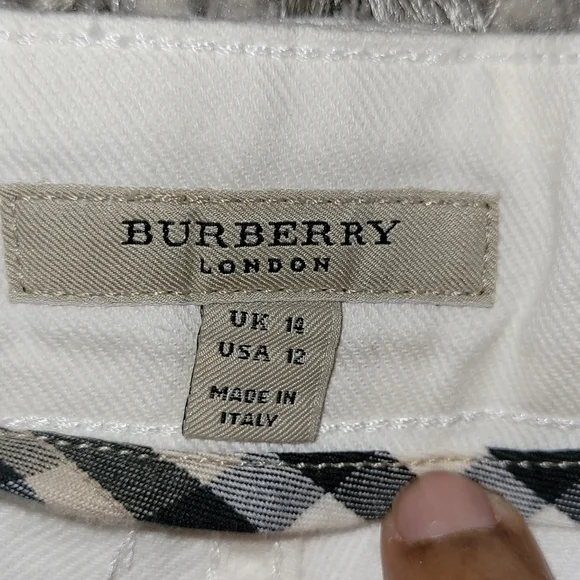 BURBERRY
LONDON
UK 14
USA 12
MADE IN
ITALY